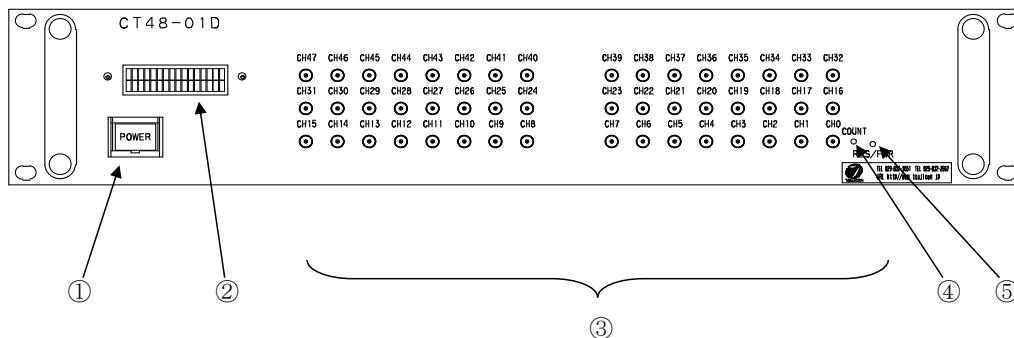 CT48-01D
CH47 CH46 CH45 CH44 CH43 CH42 CH41 CH40 CH39 CH38 CH37 CH36 CH35 CH34 CH33 CH32
CH31 CH30 CH29 CH28 CH27 CH26 CH25 CH24 CH23 CH22 CH21 CH20 CH19 CH18 CH17 CH16
POWER
CH15 CH14 CH13 CH12 CH11 CH10 CH9 CH8 CH7 CH6 CH5 CH4 CH3 CH2 CH1 CH0
COUNT
① ② ③ ④ ⑤